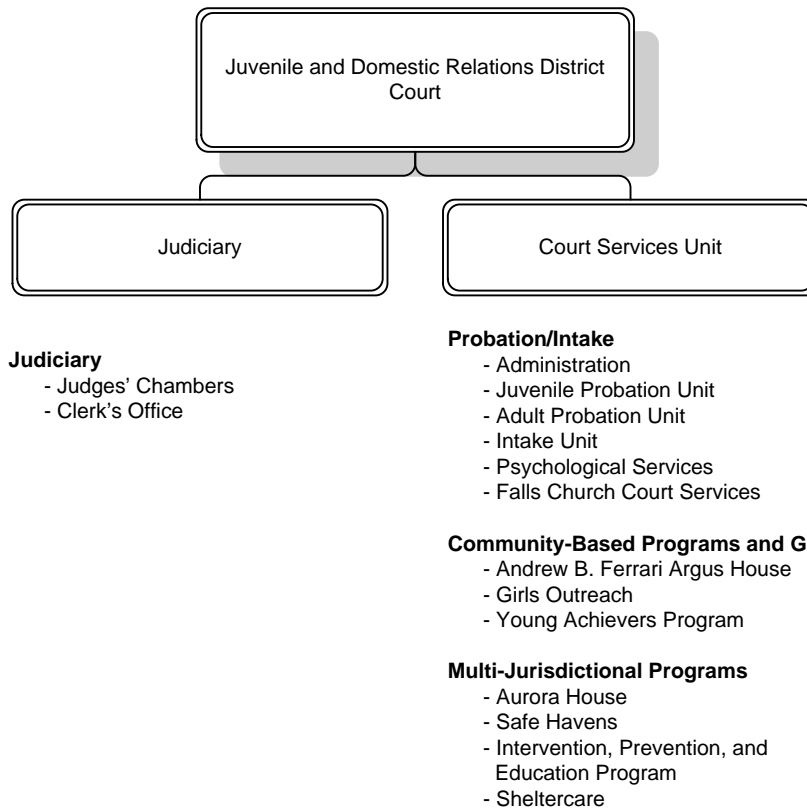 Juvenile and Domestic Relations District
Court
Judiciary
Court Services Unit
Judiciary
- Judges’ Chambers
- Clerk’s Office
Probation/Intake
- Administration
- Juvenile Probation Unit
- Adult Probation Unit
- Intake Unit
- Psychological Services
- Falls Church Court Services
Community-Based Programs and G
- Andrew B. Ferrari Argus House
- Girls Outreach
- Young Achievers Program
Multi-Jurisdictional Programs
- Aurora House
- Safe Havens
- Intervention, Prevention, and
Education Program
- Sheltercare